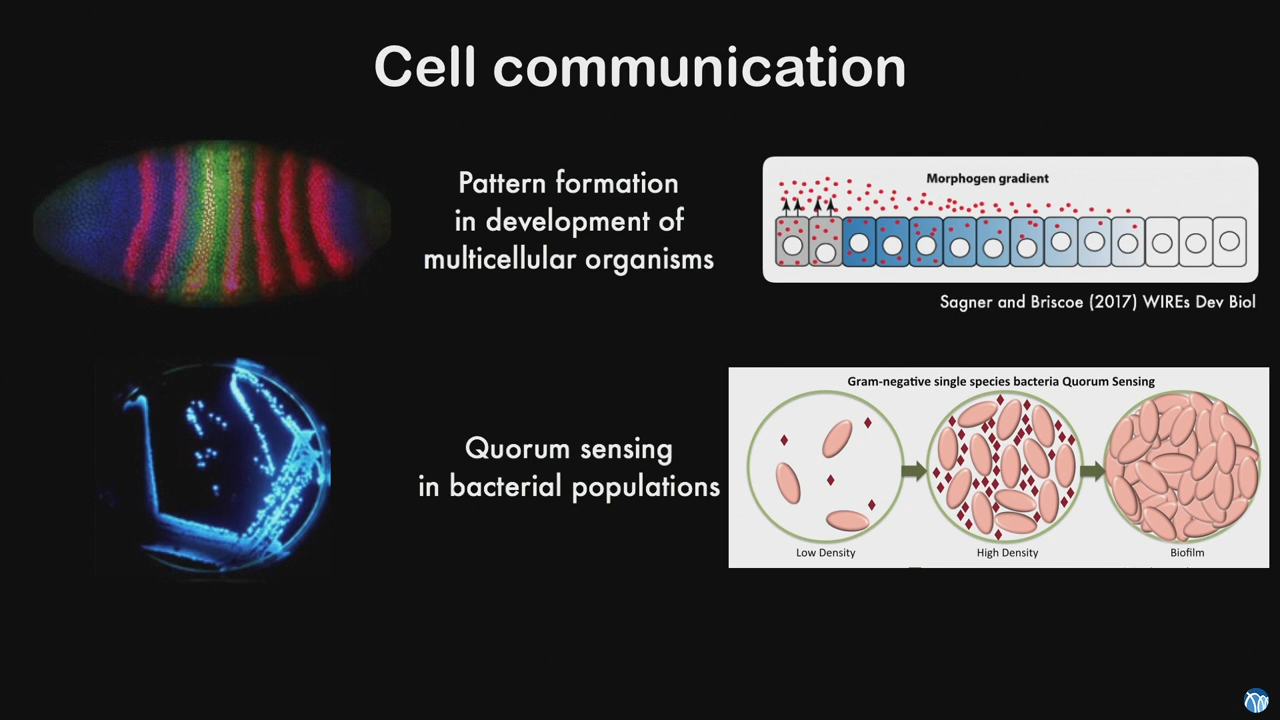 Cell communication
Pattern formation
in development of
multicellular organisms
Morphogen gradient
Sagner and Briscoe (2017) WIREs Dev Biol
Quorum sensing
in bacterial populations
Gram-negative single species bacteria Quorum Sensing
Low Density
High Density
Biofilm